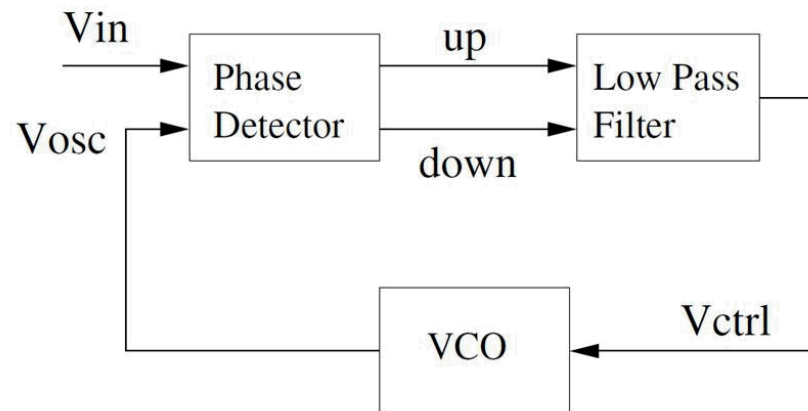 Vin
up
Phase
Detector
Low Pass
Filter
Vosc
down
VCO
Vctrl